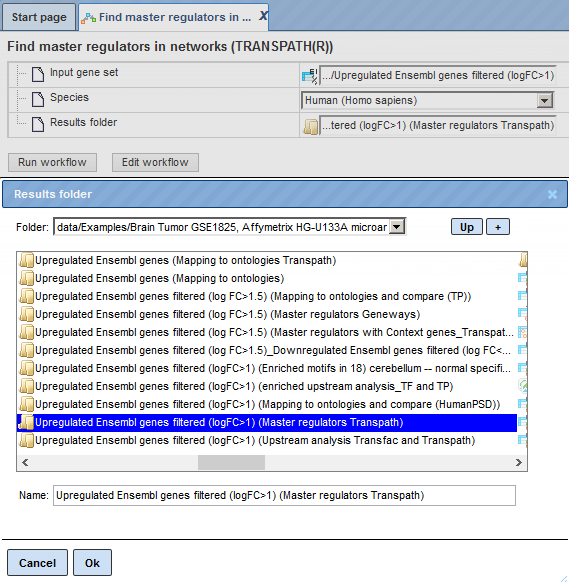 Start page
Find master regulators in ... X
Find master regulators in networks (TRANSPATH(R))
Input gene set
.../Upregulated Ensembl genes filtered (logFC>1)
Species
Human (Homo sapiens)
Results folder
...tered (logFC>1) (Master regulators Transpath)
Run workflow
Edit workflow
Results folder
Folder: data/Examples/Brain Tumor GSE1825, Affymetrix HG-U133A microar
Up
+
Upregulated Ensembl genes (Mapping to ontologies Transpath)
Upregulated Ensembl genes (Mapping to ontologies)
Upregulated Ensembl genes filtered (log FC>1.5) (Mapping to ontologies and compare (TP))
Upregulated Ensembl genes filtered (log FC>1.5) (Master regulators Geneways)
Upregulated Ensembl genes filtered (log FC>1.5) (Master regulators with Context genes_Transpat...
Upregulated Ensembl genes filtered (log FC>1.5)_Downregulated Ensembl genes filtered (log FC<...
Upregulated Ensembl genes filtered (logFC>1) (Enriched motifs in 18) cerebellum -- normal specifi...
Upregulated Ensembl genes filtered (logFC>1) (enriched upstream analysis_TF and TP)
Upregulated Ensembl genes filtered (logFC>1) (Mapping to ontologies and compare (HumanPSD))
Upregulated Ensembl genes filtered (logFC>1) (Master regulators Transpath)
Upregulated Ensembl genes filtered (logFC>1) (Upstream analysis Transfac and Transpath)
Name: Upregulated Ensembl genes filtered (logFC>1) (Master regulators Transpath)
Cancel
Ok